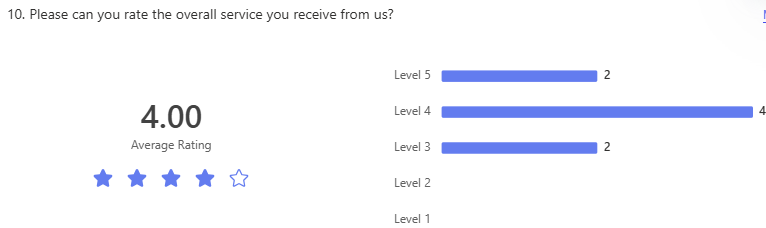 10. Please can you rate the overall service you receive from us?
4.00
Average Rating
Level 5 2
Level 4 4
Level 3 2
Level 2
Level 1